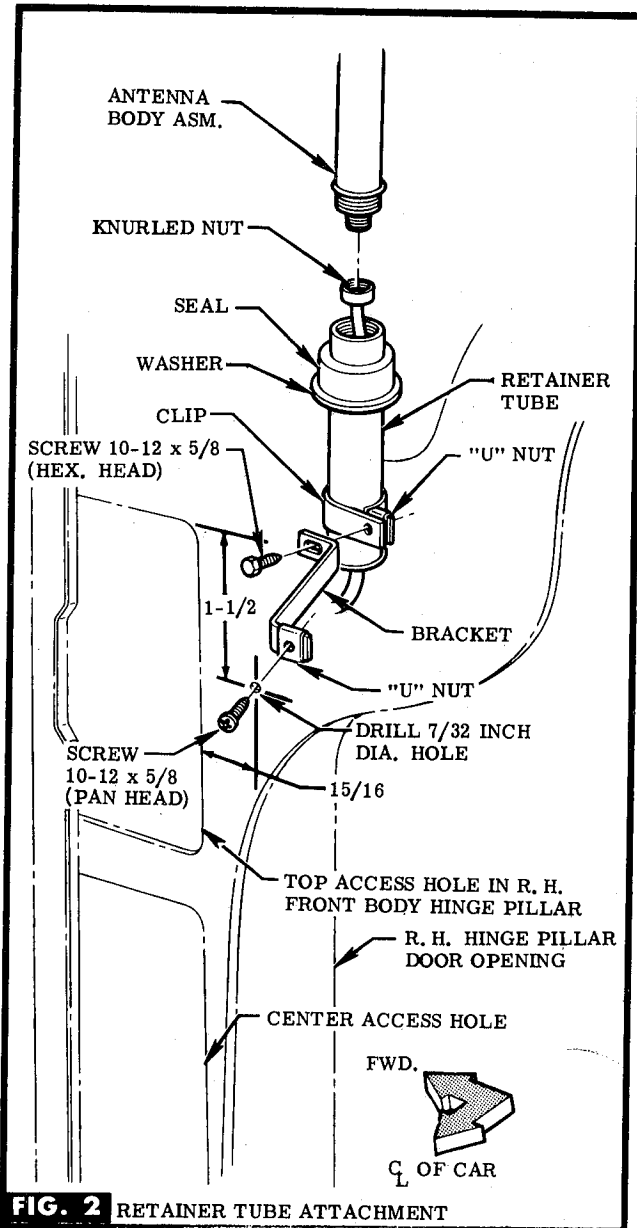 ANTENNA
BODY ASM.
KNURLED NUT
SEAL
WASHER
RETAINER
TUBE
CLIP
"U" NUT
SCREW 10-12 x 5/8
(HEX. HEAD)
1-1/2
BRACKET
"U" NUT
DRILL 7/32 INCH
DIA. HOLE
SCREW
10-12 x 5/8
(PAN HEAD)
15/16
TOP ACCESS HOLE IN R. H.
FRONT BODY HINGE PILLAR
R. H. HINGE PILLAR
DOOR OPENING
CENTER ACCESS HOLE
FWD.
℄ OF CAR
FIG. 2 RETAINER TUBE ATTACHMENT